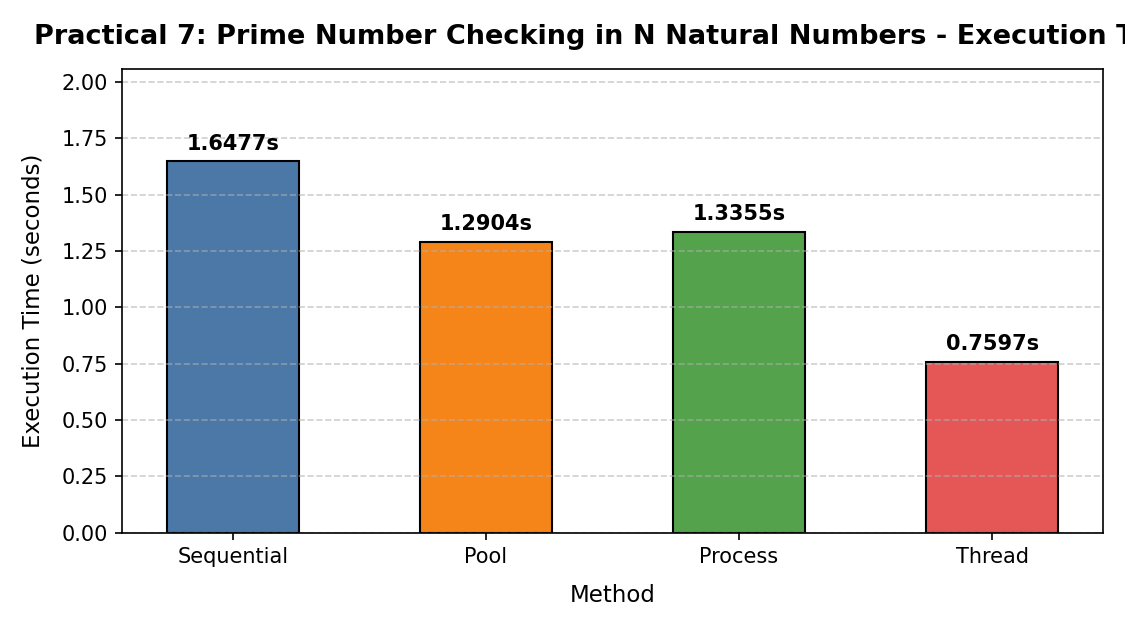 Practical 7: Prime Number Checking in N Natural Numbers - Execution T
2.00
1.75
1.50
1.25
1.00
0.75
0.50
0.25
0.00
Execution Time (seconds)
1.6477s
1.2904s
1.3355s
0.7597s
Sequential
Pool
Process
Thread
Method